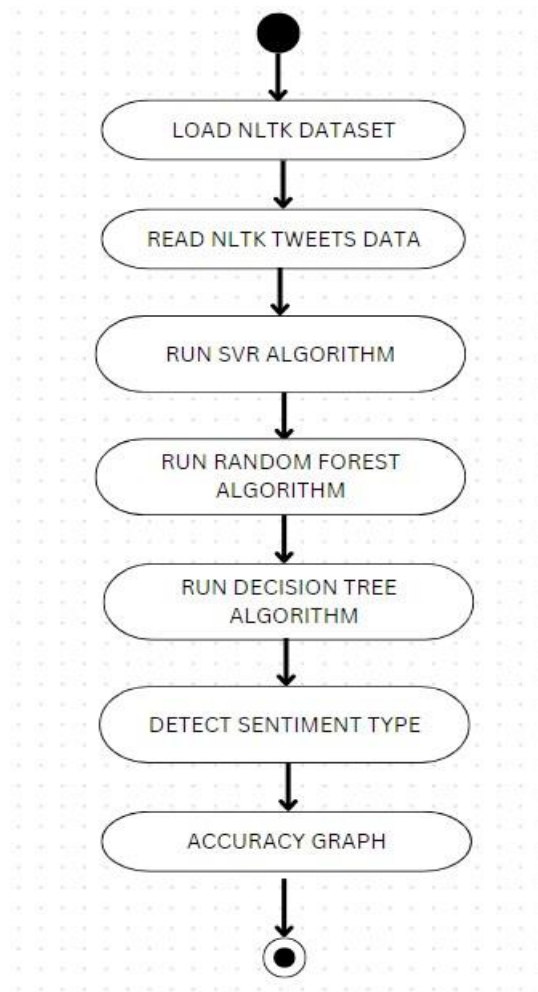 LOAD NLTK DATASET
READ NLTK TWEETS DATA
RUN SVR ALGORITHM
RUN RANDOM FOREST
ALGORITHM
RUN DECISION TREE
ALGORITHM
DETECT SENTIMENT TYPE
ACCURACY GRAPH